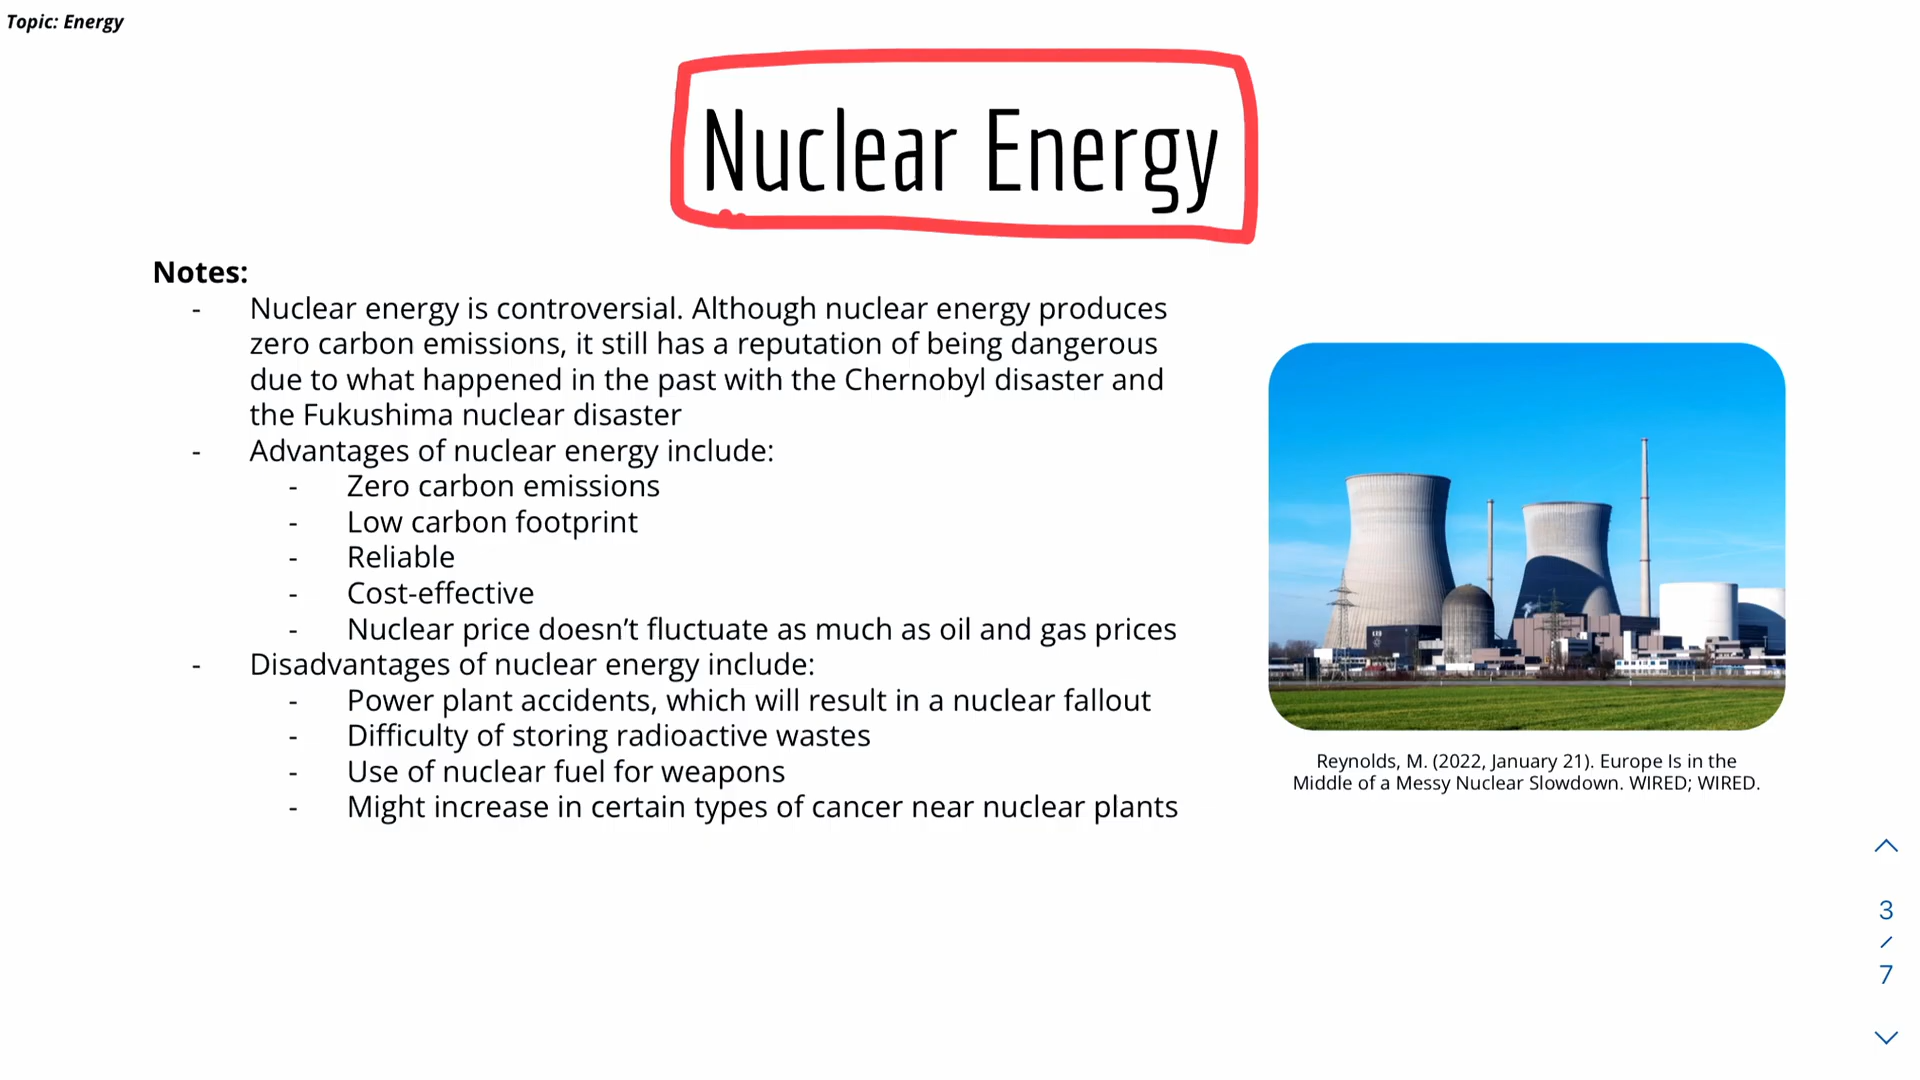 Topic: Energy
Nuclear Energy
Notes:
- Nuclear energy is controversial. Although nuclear energy produces
zero carbon emissions, it still has a reputation of being dangerous
due to what happened in the past with the Chernobyl disaster and
the Fukushima nuclear disaster
- Advantages of nuclear energy include:
- Zero carbon emissions
- Low carbon footprint
- Reliable
- Cost-effective
- Nuclear price doesn’t fluctuate as much as oil and gas prices
- Disadvantages of nuclear energy include:
- Power plant accidents, which will result in a nuclear fallout
- Difficulty of storing radioactive wastes
- Use of nuclear fuel for weapons
- Might increase in certain types of cancer near nuclear plants
Reynolds, M. (2022, January 21). Europe Is in the
Middle of a Messy Nuclear Slowdown. WIRED; WIRED.
3
/
7